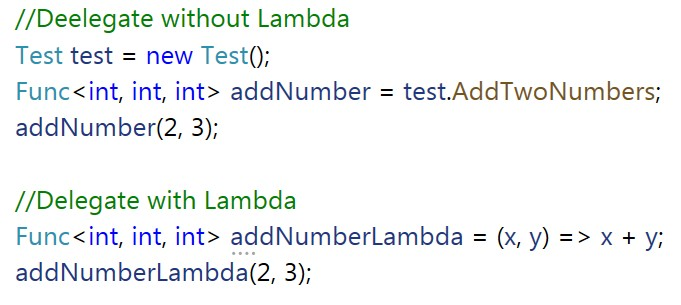 //Deelegate without Lambda
Test test = new Test();
Func<int, int, int> addNumber = test.AddTwoNumbers;
addNumber(2, 3);
//Delegate with Lambda
Func<int, int, int> addNumberLambda = (x, y) => x + y;
addNumberLambda(2, 3);